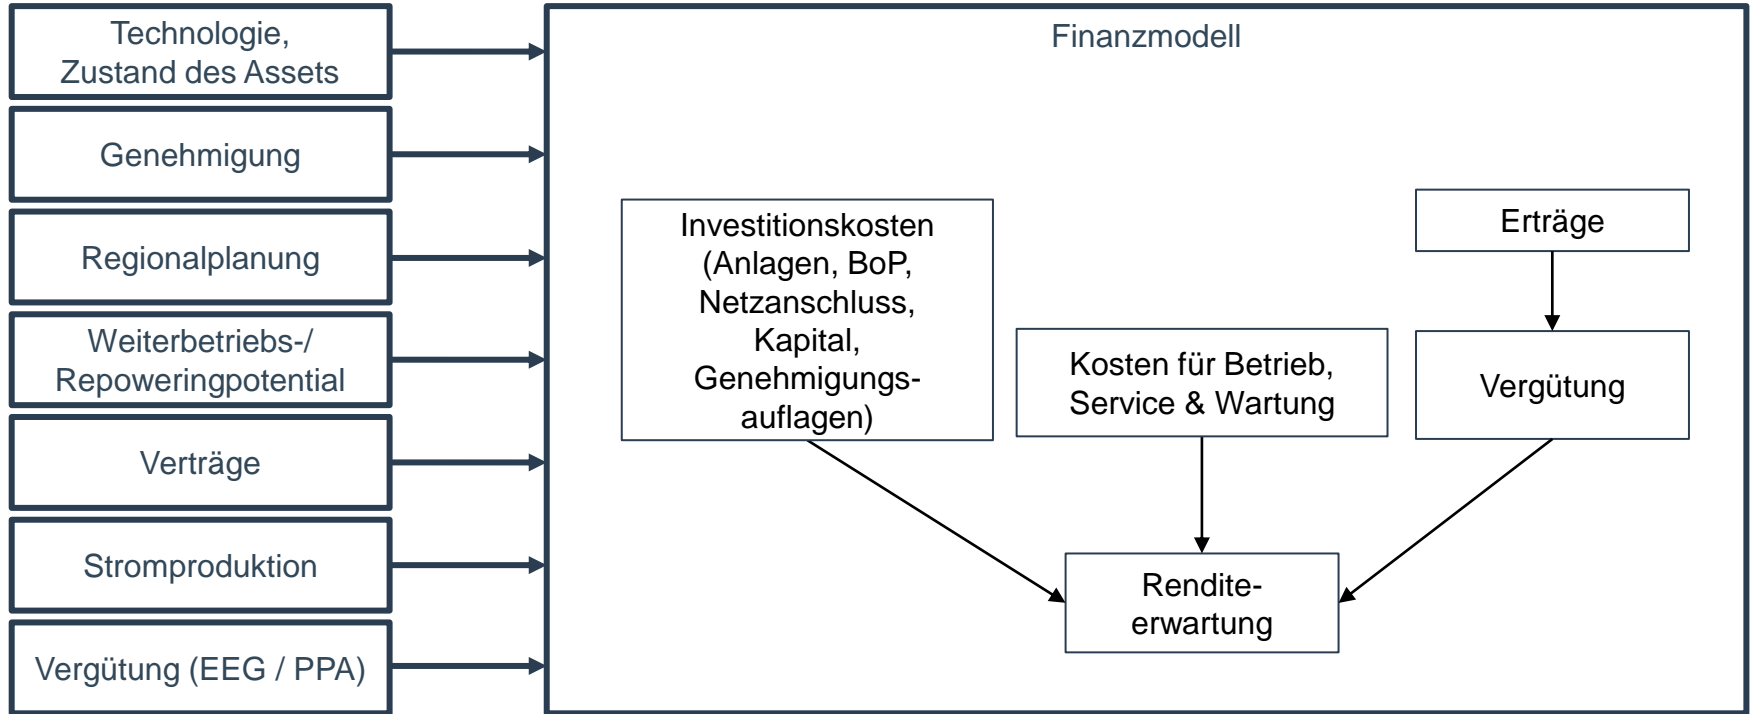 Technologie,
Zustand des Assets
Genehmigung
Regionalplanung
Weiterbetriebs-/
Repoweringpotential
Verträge
Stromproduktion
Vergütung (EEG / PPA)
Finanzmodell
Investitionskosten
(Anlagen, BoP,
Netzanschluss,
Kapital,
Genehmigungs-
auflagen)
Kosten für Betrieb,
Service & Wartung
Erträge
Vergütung
Rendite-
erwartung